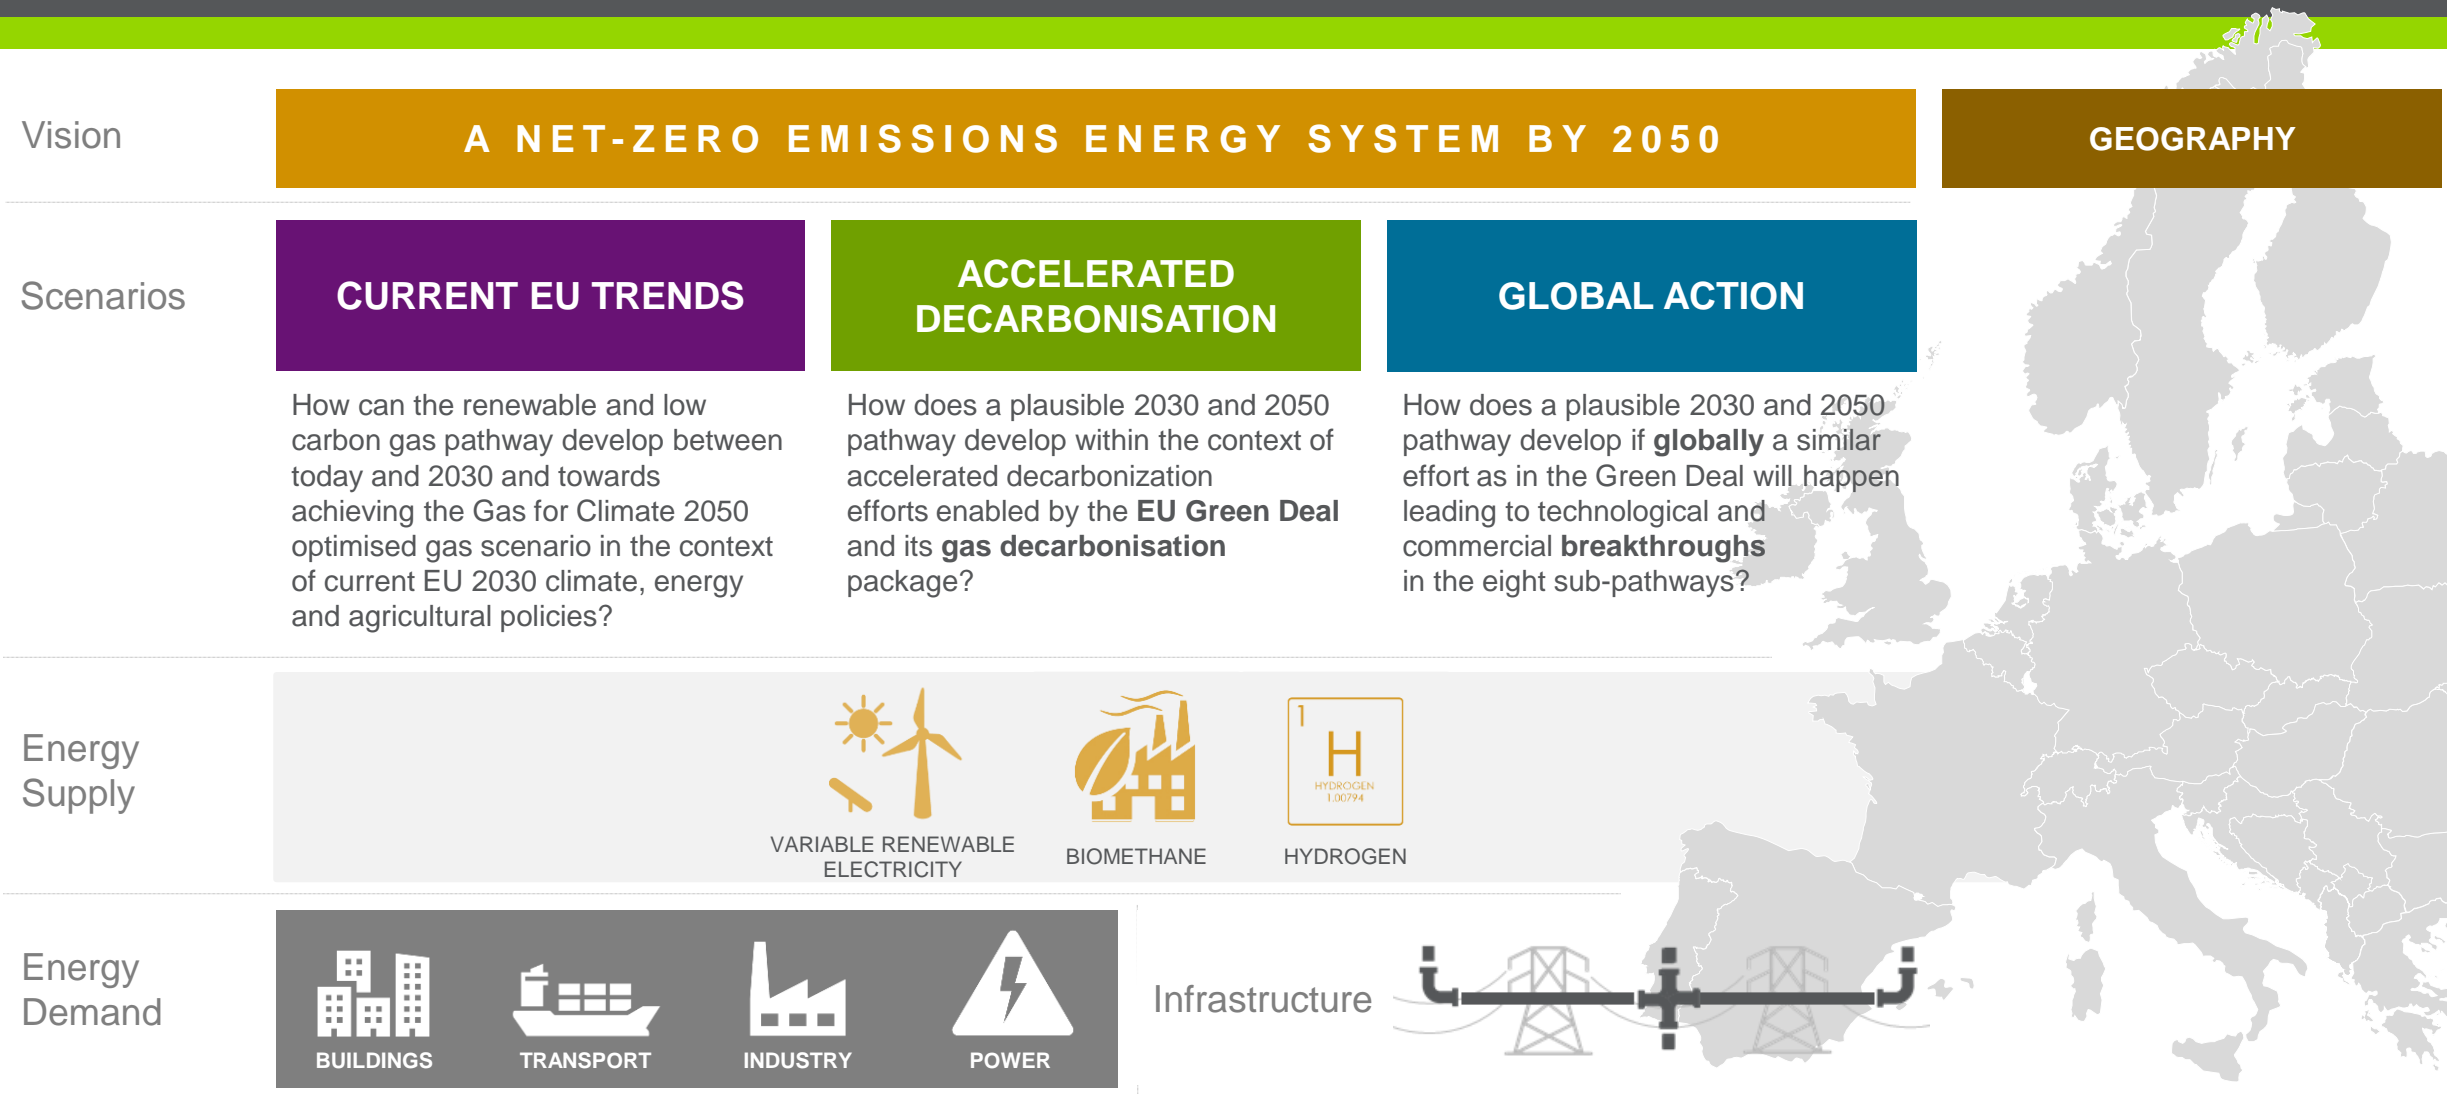 Vision
A NET-ZERO EMISSIONS ENERGY SYSTEM BY 2050
GEOGRAPHY
Scenarios
CURRENT EU TRENDS
How can the renewable and low
carbon gas pathway develop between
today and 2030 and towards
achieving the Gas for Climate 2050
optimised gas scenario in the context
of current EU 2030 climate, energy
and agricultural policies?
ACCELERATED
DECARBONISATION
How does a plausible 2030 and 2050
pathway develop within the context of
accelerated decarbonization
efforts enabled by the EU Green Deal
and its gas decarbonisation
package?
GLOBAL ACTION
How does a plausible 2030 and 2050
pathway develop if globally a similar
effort as in the Green Deal will happen
leading to technological and
commercial breakthroughs
in the eight sub-pathways?
Energy
Supply
VARIABLE RENEWABLE
ELECTRICITY
BIOMETHANE
1
H
HYDROGEN
1.00794
HYDROGEN
Energy
Demand
BUILDINGS
TRANSPORT
INDUSTRY
POWER
Infrastructure